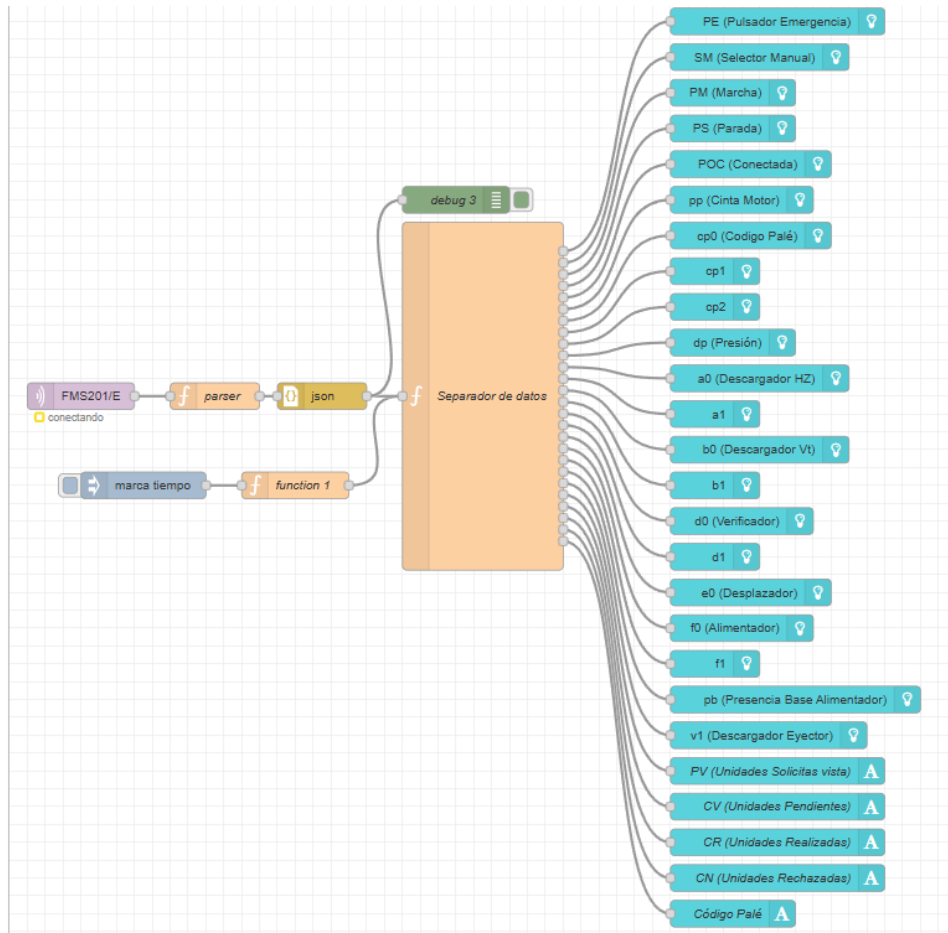 PE (Pulsador Emergencia)
SM (Selector Manual)
PM (Marcha)
PS (Parada)
POC (Conectada)
debug 3
pp (Cinta Motor)
cp0 (Codigo Palé)
cp1
cp2
dp (Presión)
a0 (Descargador HZ)
FMS201/E
parser
json
Separador de datos
conectando
a1
b0 (Descargador Vt)
marca tiempo
function 1
b1
d0 (Verificador)
d1
e0 (Desplazador)
f0 (Alimentador)
f1
pb (Presencia Base Alimentador)
v1 (Descargador Eyector)
PV (Unidades Solicitas vista)
CV (Unidades Pendientes)
CR (Unidades Realizadas)
CN (Unidades Rechazadas)
Código Palé